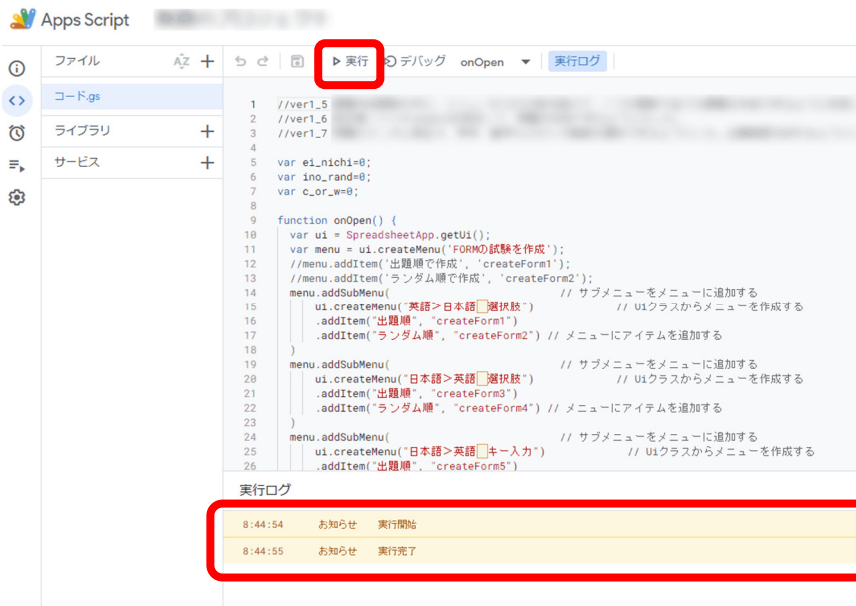 Apps Script
ファイル
AZ
実行 デバッグ onOpen 実行ログ
コード.gs
ライブラリ
サービス
1 //ver1_5
2 //ver1_6
3 //ver1_7
4
5 var ei_nichi=0;
6 var ino_rand=0;
7 var c_or_w=0;
8
9 function onOpen() {
10 var ui = SpreadsheetApp.getUi();
11 var menu = ui.createMenu('FORMの試験を作成');
12 //menu.addItem('出題順で作成', 'createForm1');
13 //menu.addItem('ランダム順で作成', 'createForm2');
14 menu.addSubMenu( // サブメニューをメニューに追加する
15 ui.createMenu("英語>日本語　選択肢") // Uiクラスからメニューを作成する
16 .addItem("出題順", "createForm1")
17 .addItem("ランダム順", "createForm2") // メニューにアイテムを追加する
18 )
19 menu.addSubMenu( // サブメニューをメニューに追加する
20 ui.createMenu("日本語>英語　選択肢") // Uiクラスからメニューを作成する
21 .addItem("出題順", "createForm3")
22 .addItem("ランダム順", "createForm4") // メニューにアイテムを追加する
23 )
24 menu.addSubMenu( // サブメニューをメニューに追加する
25 ui.createMenu("日本語>英語　キー入力") // Uiクラスからメニューを作成する
26 .addItem("出題順", "createForm5")
実行ログ
8:44:54 お知らせ 実行開始
8:44:55 お知らせ 実行完了